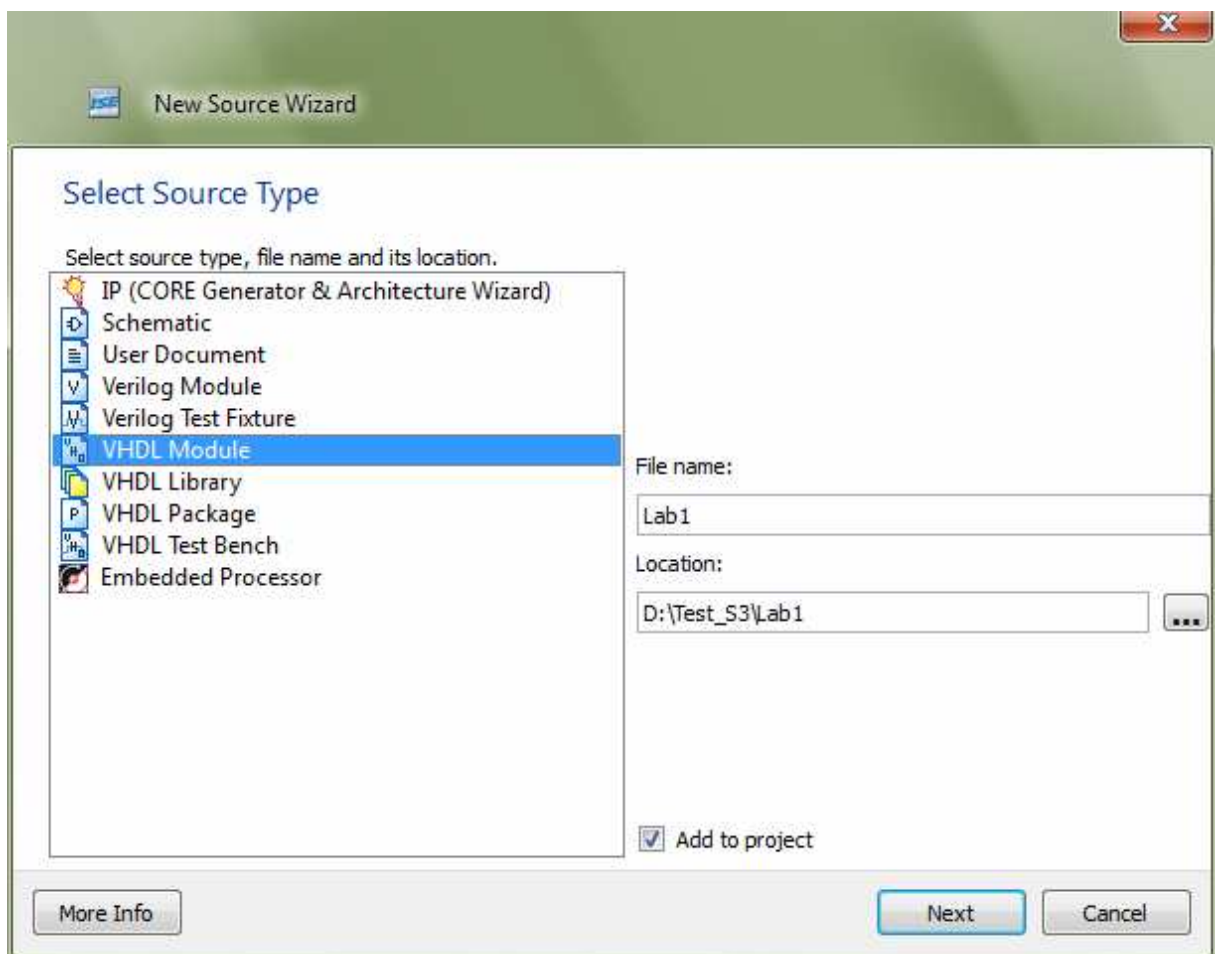 ISE New Source Wizard
Select Source Type
Select source type, file name and its location.
IP (CORE Generator & Architecture Wizard)
Schematic
User Document
V Verilog Module
V Verilog Test Fixture
VHDL Module
VHDL Library
P VHDL Package
VHDL Test Bench
Embedded Processor
File name:
Lab1
Location:
D:\Test_S3\Lab1
...
Add to project
More Info
Next
Cancel